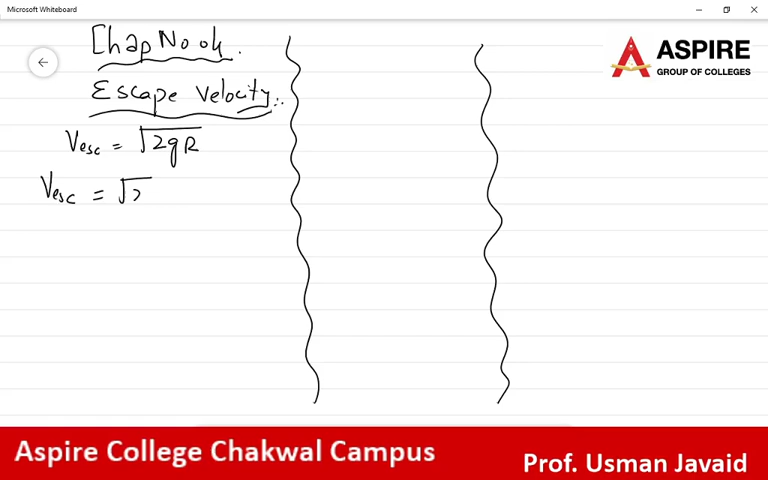 Microsoft Whiteboard
Chap No 04.
Escape Velocity:.
Vesc = √2gR
Vesc = √2
ASPIRE
GROUP OF COLLEGES
Aspire College Chakwal Campus
Prof. Usman Javaid